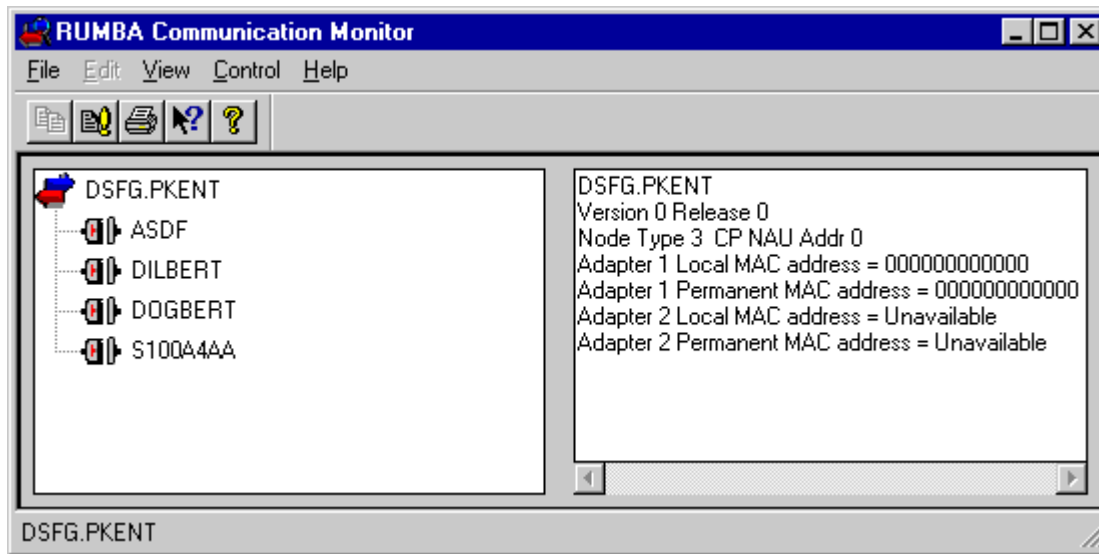 RUMBA Communication Monitor
File Edit View Control Help
DSFG.PKENT
ASDF
DILBERT
DOGBERT
S100A4AA
DSFG.PKENT
Version 0 Release 0
Node Type 3 CP NAU Addr 0
Adapter 1 Local MAC address = 000000000000
Adapter 1 Permanent MAC address = 000000000000
Adapter 2 Local MAC address = Unavailable
Adapter 2 Permanent MAC address = Unavailable
DSFG.PKENT